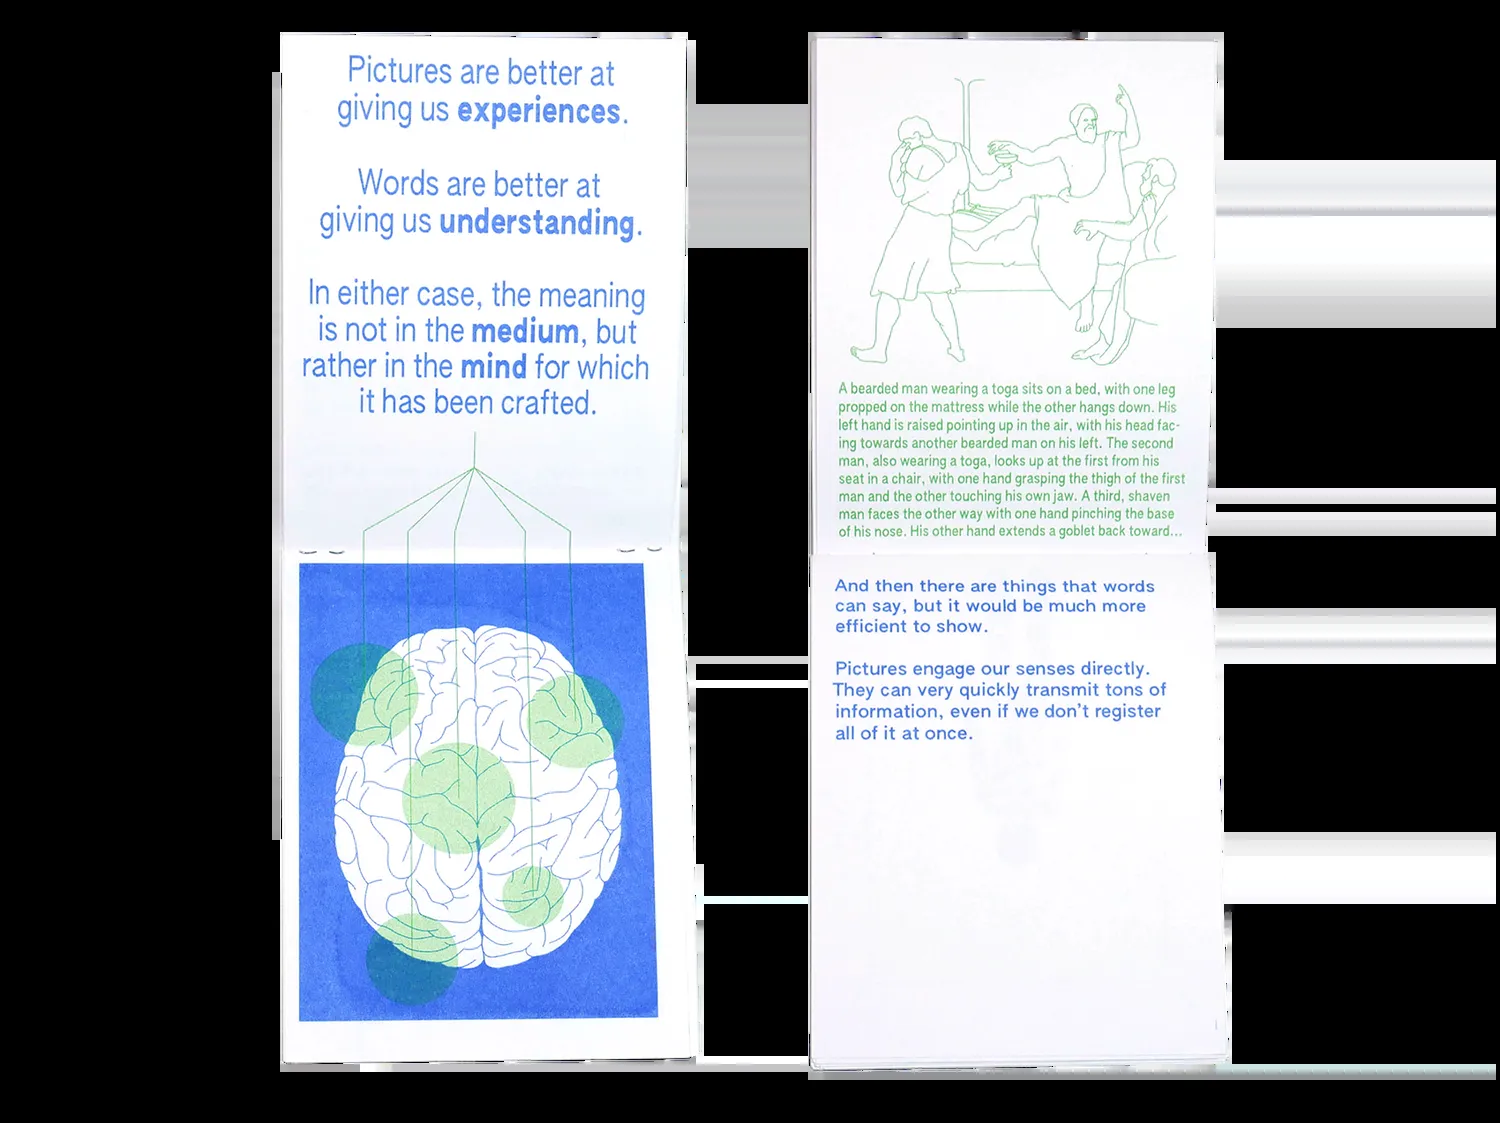 Pictures are better at
giving us experiences.
Words are better at
giving us understanding.
In either case, the meaning
is not in the medium, but
rather in the mind for which
it has been crafted.
A bearded man wearing a toga sits on a bed, with one leg
propped on the mattress while the other hangs down. His
left hand is raised pointing up in the air, with his head fac-
ing towards another bearded man on his left. The second
man, also wearing a toga, looks up at the first from his
seat in a chair, with one hand grasping the thigh of the first
man and the other touching his own jaw. A third, shaven
man faces the other way with one hand pinching the base
of his nose. His other hand extends a goblet back toward...
And then there are things that words
can say, but it would be much more
efficient to show.
Pictures engage our senses directly.
They can very quickly transmit tons of
information, even if we don't register
all of it at once.